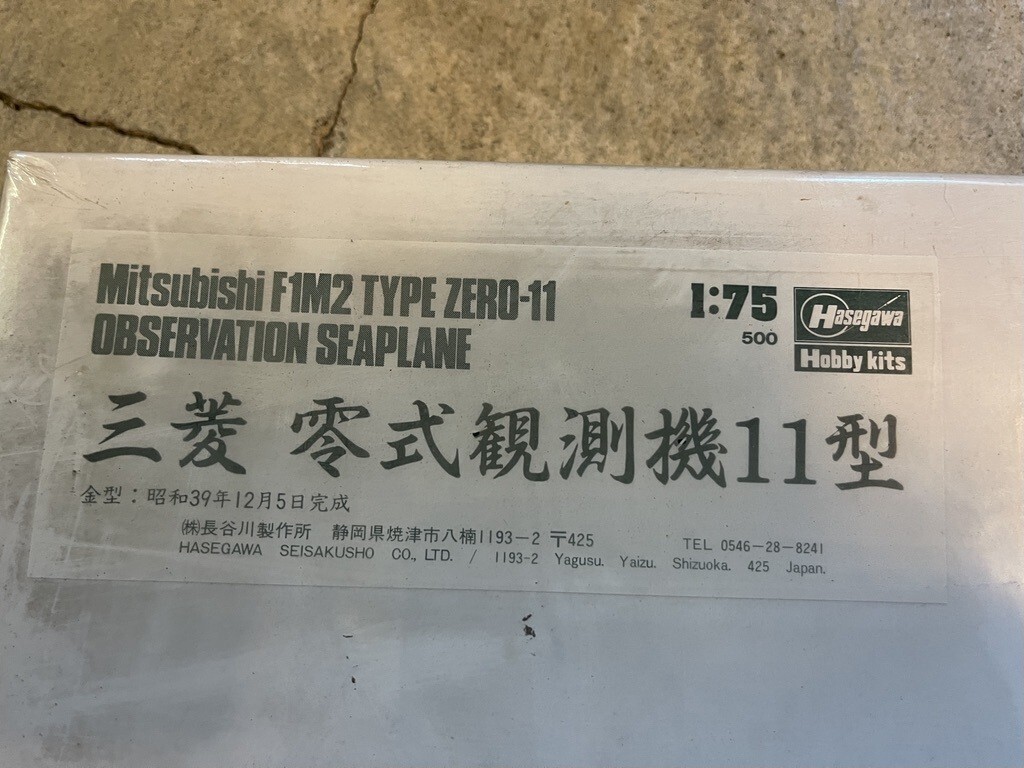 Mitsubishi F1M2 TYPE ZERO-11
OBSERVATION SEAPLANE
1:75
500
Hasegawa
Hobby kits
三菱 零式観測機11型
金型:昭和39年12月5日完成
㈱長谷川製作所 静岡県焼津市八楠1193-2 〒425 TEL 0546-28-8241
HASEGAWA SEISAKUSHO CO., LTD. / 1193-2 Yagusu. Yaizu. Shizuoka. 425 Japan.